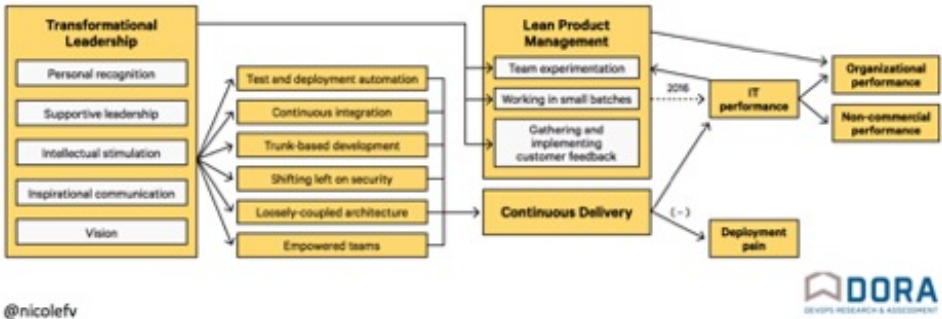 Transformational
Leadership
Personal recognition
Supportive leadership
Intellectual stimulation
Inspirational communication
Vision
Test and deployment automation
Continuous integration
Trunk-based development
Shifting left on security
Loosely-coupled architecture
Empowered teams
Lean Product
Management
Team experimentation
Working in small batches
Gathering and
implementing
customer feedback
Continuous Delivery
2016
(-)
IT
performance
Deployment
pain
Organizational
performance
Non-commercial
performance
@nicolefv
DORA
DEVOPS RESEARCH & ASSESSMENT